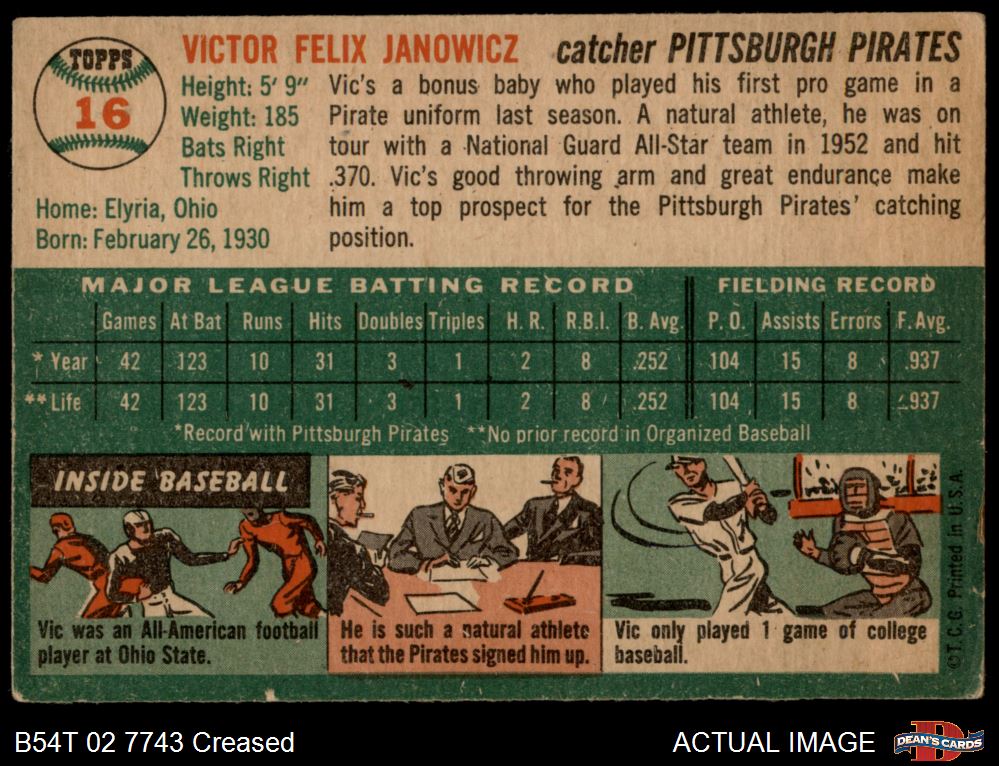 TOPPS
16
VICTOR FELIX JANOWICZ catcher PITTSBURGH PIRATES
Height: 5' 9"
Weight: 185
Bats Right
Throws Right
Home: Elyria, Ohio
Born: February 26, 1930
Vic's a bonus baby who played his first pro game in a
Pirate uniform last season. A natural athlete, he was on
tour with a National Guard All-Star team in 1952 and hit
.370. Vic's good throwing arm and great endurance make
him a top prospect for the Pittsburgh Pirates' catching
position.
MAJOR LEAGUE BATTING RECORD FIELDING RECORD
Games At Bat Runs Hits Doubles Triples H. R. R.B.I. B. Avg. P. O. Assists Errors F. Avg.
* Year 42 123 10 31 3 1 2 8 .252 104 15 8 .937
** Life 42 123 10 31 3 1 2 8 .252 104 15 8 .937
*Record with Pittsburgh Pirates **No prior record in Organized Baseball
INSIDE BASEBALL
Vic was an All-American football
player at Ohio State.
He is such a natural athlete
that the Pirates signed him up.
Vic only played 1 game of college
baseball.
©T.C.G. Printed in U.S.A.
B54T 02 7743 Creased
ACTUAL IMAGE
DEAN'S CARDS